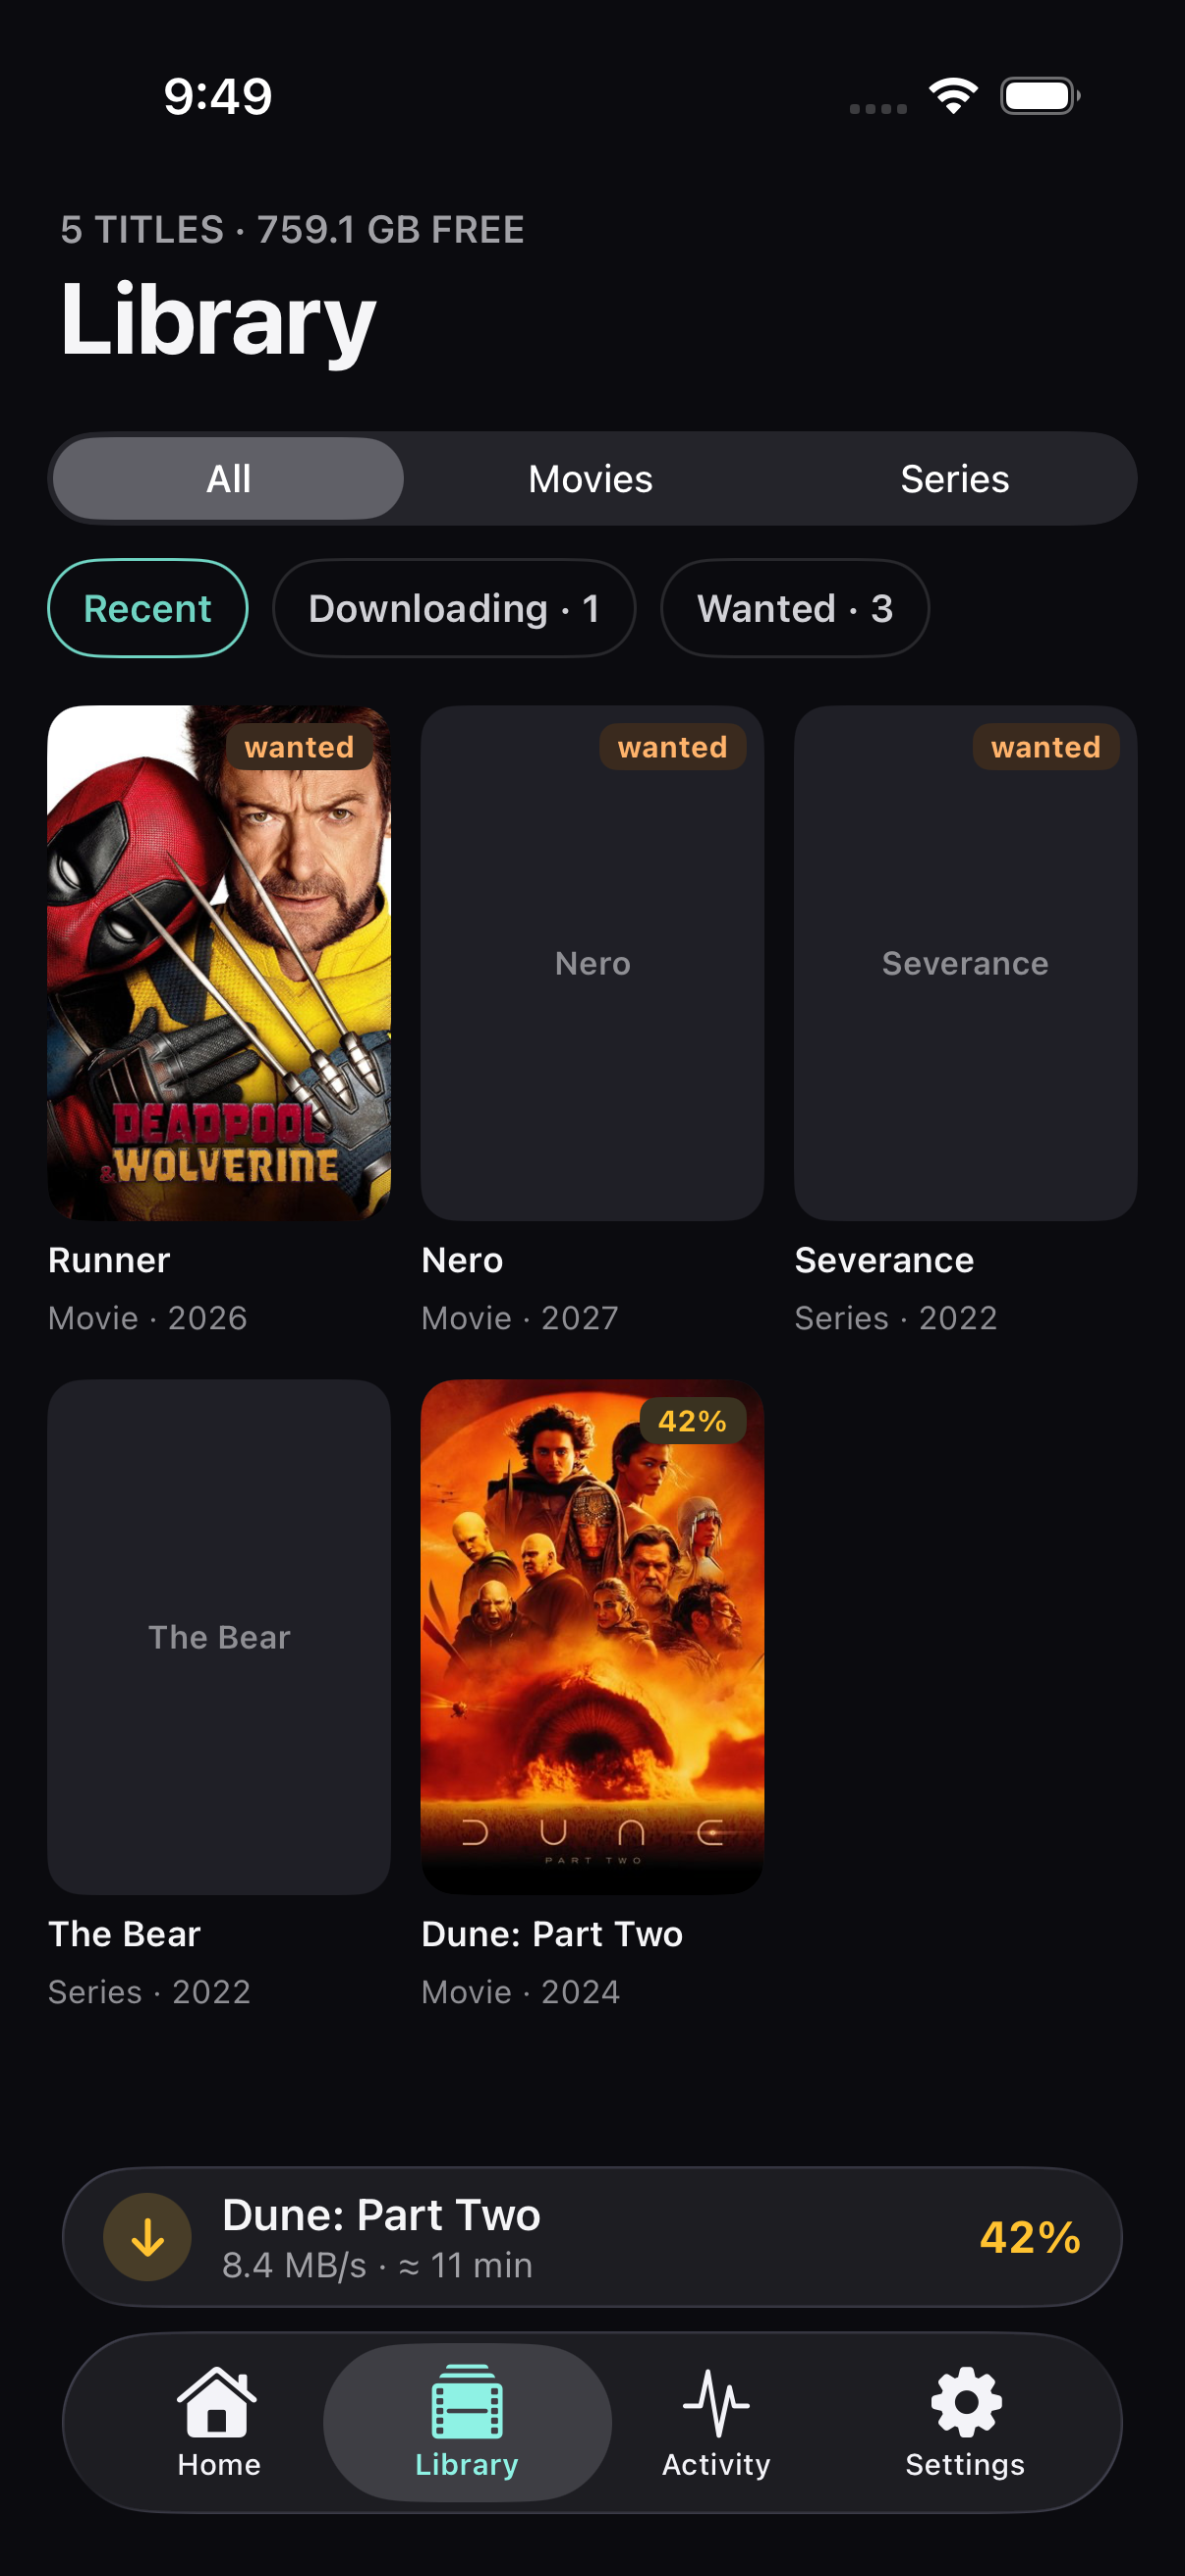 9:49
5 TITLES · 759.1 GB FREE
Library
All Movies Series
Recent Downloading · 1 Wanted · 3
wanted wanted wanted
Nero Severance
DEADPOOL
&WOLVERINE
Runner Nero Severance
Movie · 2026 Movie · 2027 Series · 2022
42%
The Bear
DUNE
PART TWO
The Bear Dune: Part Two
Series · 2022 Movie · 2024
Dune: Part Two
8.4 MB/s · ≈ 11 min
42%
Home Library Activity Settings